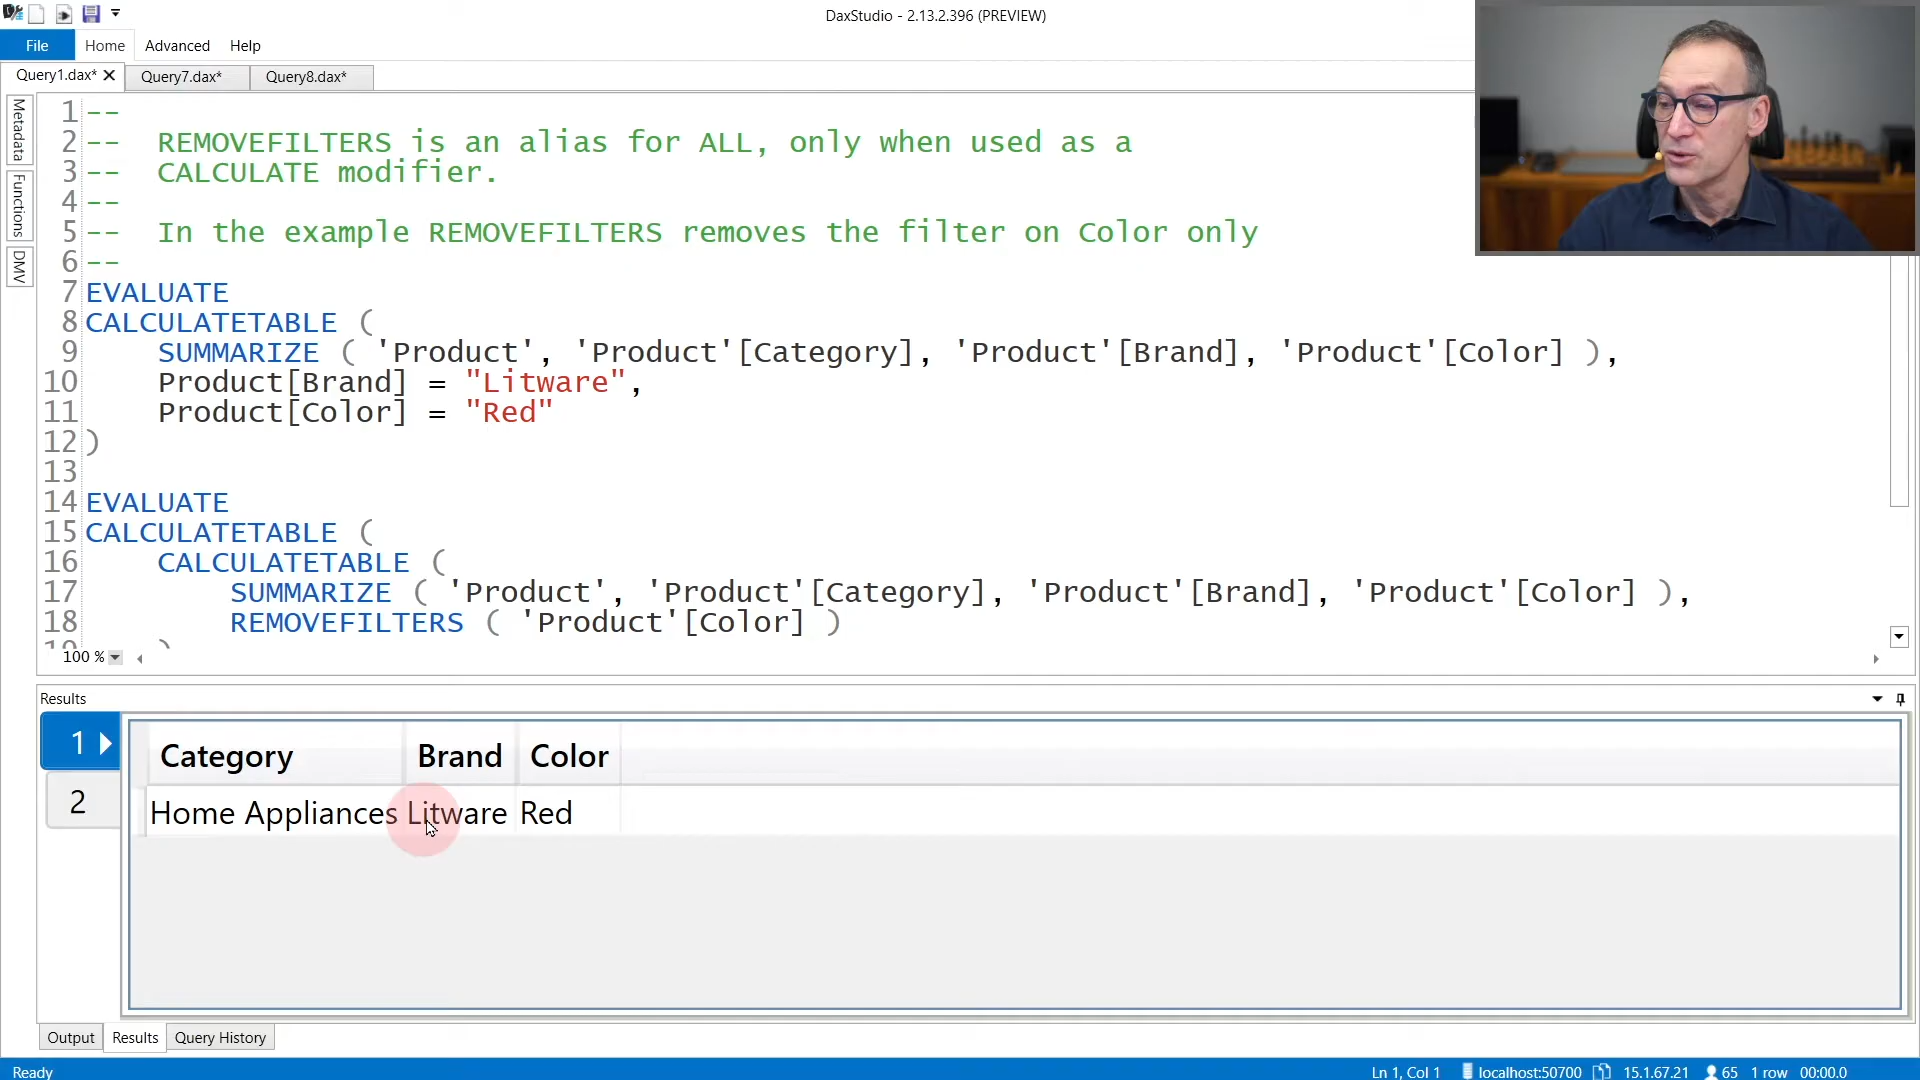 DaxStudio - 2.13.2.396 (PREVIEW)
File Home Advanced Help
Query1.dax* Query7.dax* Query8.dax*
Metadata
Functions
DMV
1 --
2 --  REMOVEFILTERS is an alias for ALL, only when used as a
3 --  CALCULATE modifier.
4 --
5 --  In the example REMOVEFILTERS removes the filter on Color only
6 --
7 EVALUATE
8 CALCULATETABLE (
9     SUMMARIZE ( 'Product', 'Product'[Category], 'Product'[Brand], 'Product'[Color] ),
10     Product[Brand] = "Litware",
11     Product[Color] = "Red"
12 )
13
14 EVALUATE
15 CALCULATETABLE (
16     CALCULATETABLE (
17         SUMMARIZE ( 'Product', 'Product'[Category], 'Product'[Brand], 'Product'[Color] ),
18         REMOVEFILTERS ( 'Product'[Color] )
100 %
Results
1
2
Category Brand Color
Home Appliances Litware Red
Output Results Query History
Ready Ln 1, Col 1 localhost:50700 15.1.67.21 65 1 row 00:00.0